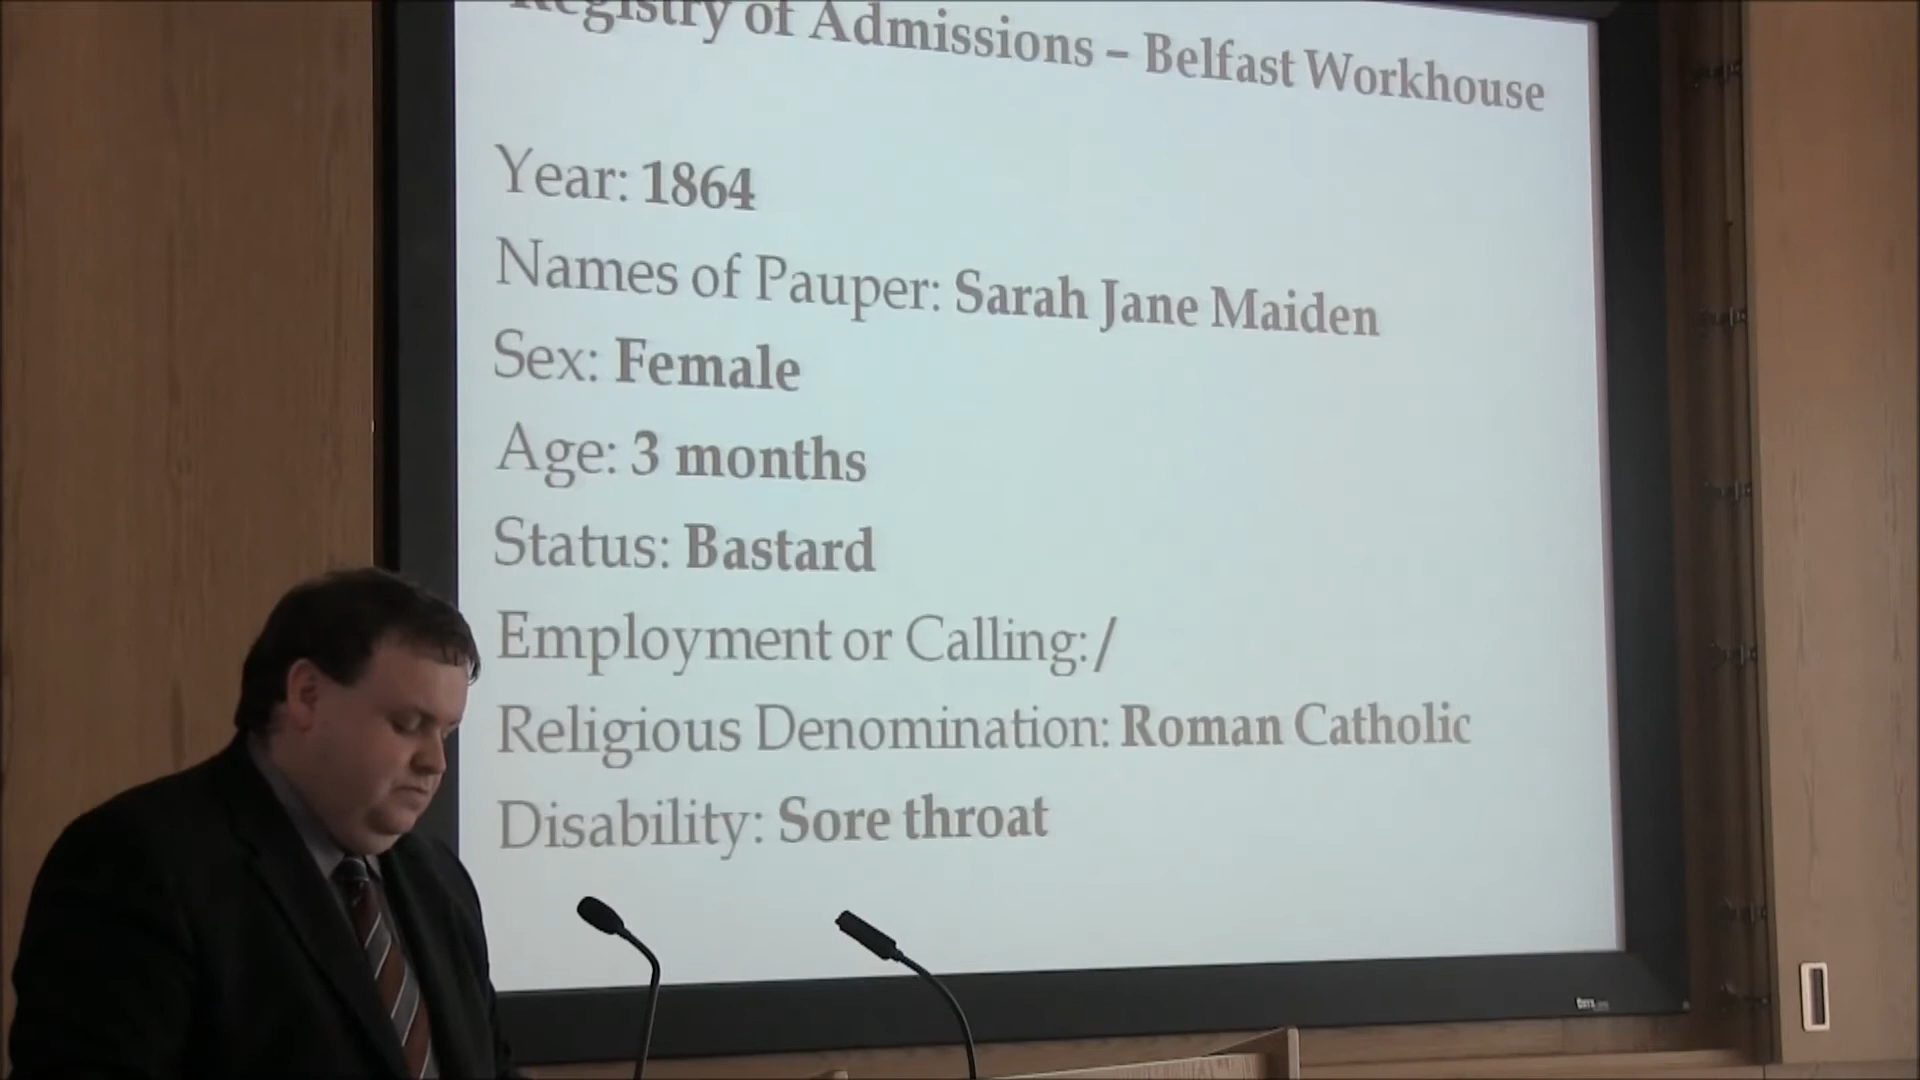 Registry of Admissions – Belfast Workhouse
Year: 1864
Names of Pauper: Sarah Jane Maiden
Sex: Female
Age: 3 months
Status: Bastard
Employment or Calling: /
Religious Denomination: Roman Catholic
Disability: Sore throat